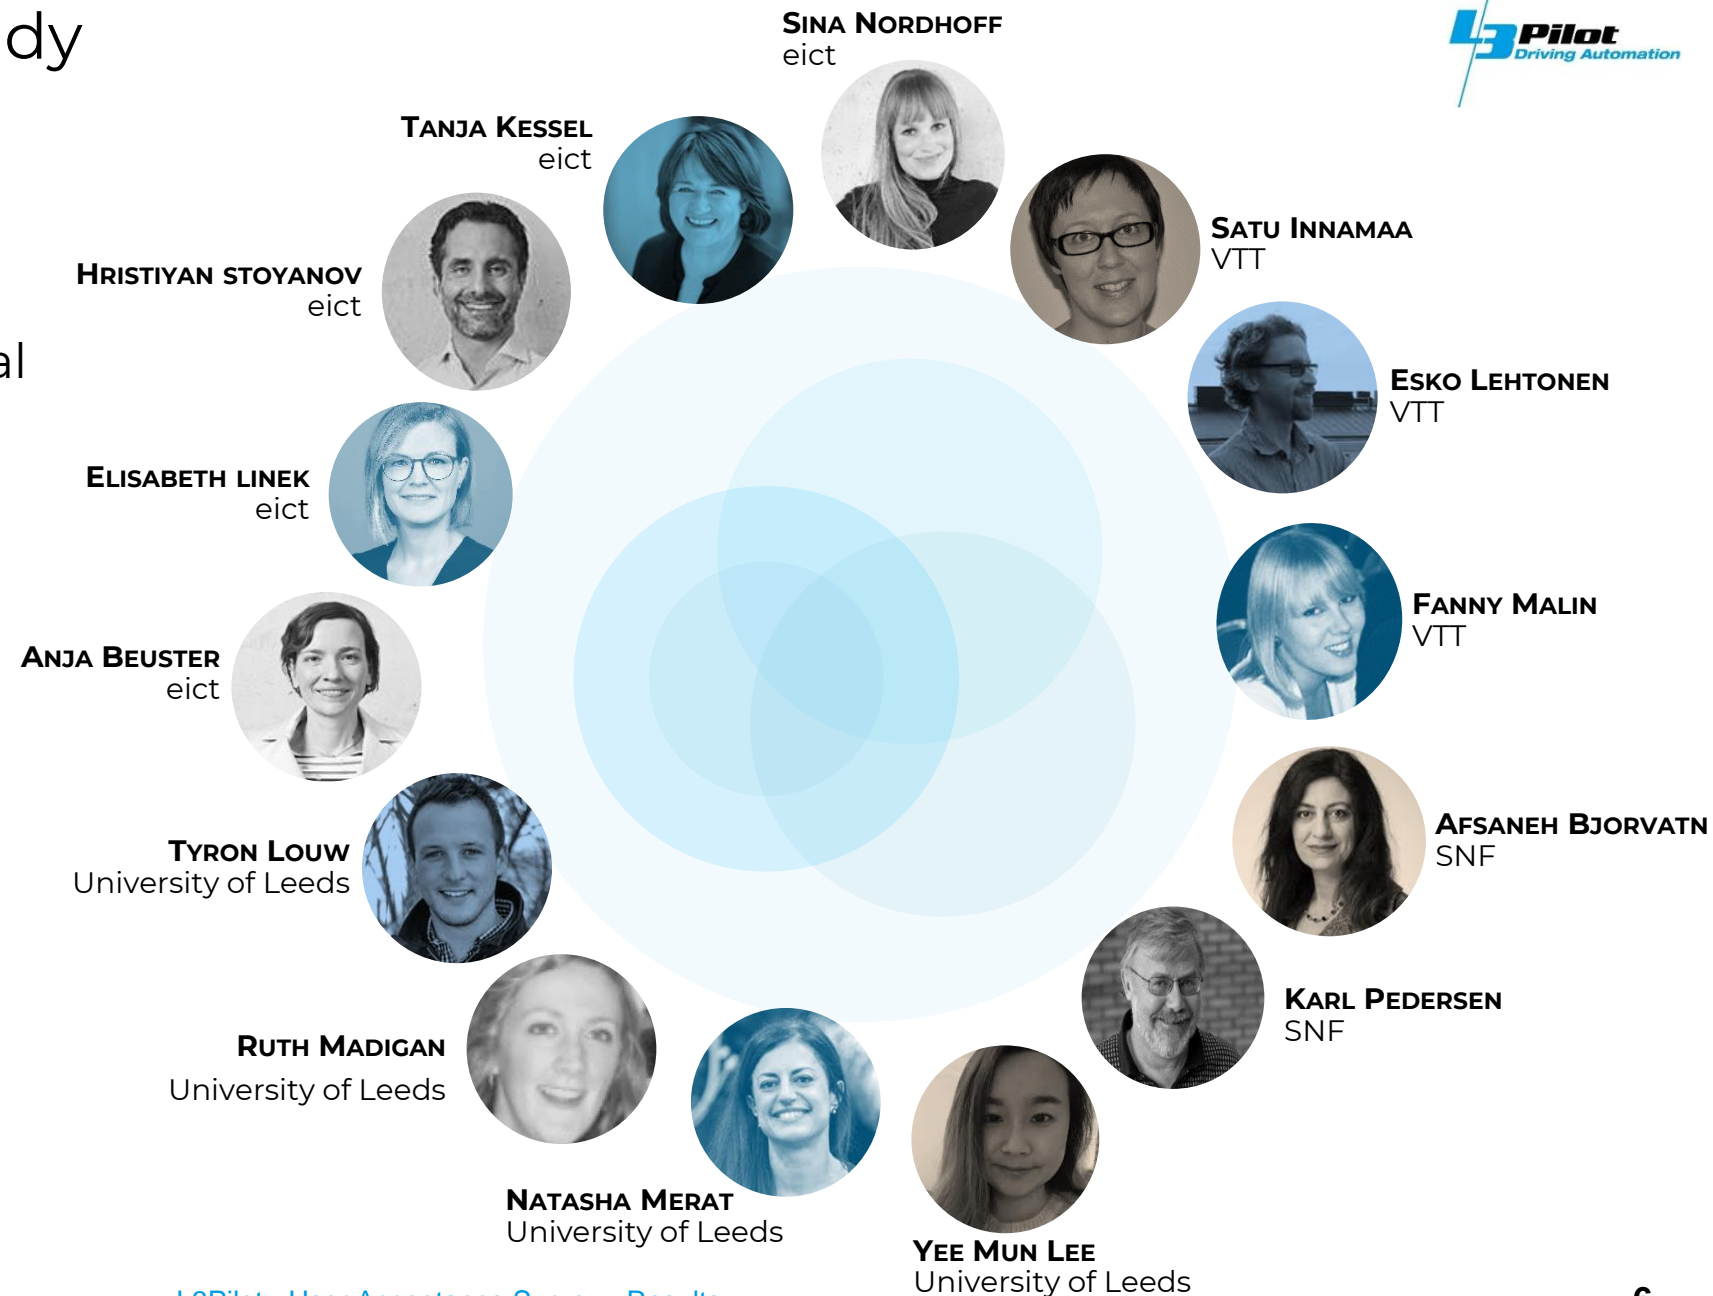 dy
SINA NORDHOFF
eict
L3Pilot
Driving Automation
TANJA KESSEL
eict
SATU INNAMAA
VTT
HRISTIYAN STOYANOV
eict
al
ESKO LEHTONEN
VTT
ELISABETH LINEK
eict
FANNY MALIN
VTT
ANJA BEUSTER
eict
AFSANEH BJORVATN
SNF
TYRON LOUW
University of Leeds
KARL PEDERSEN
SNF
RUTH MADIGAN
University of Leeds
NATASHA MERAT
University of Leeds
YEE MUN LEE
University of Leeds